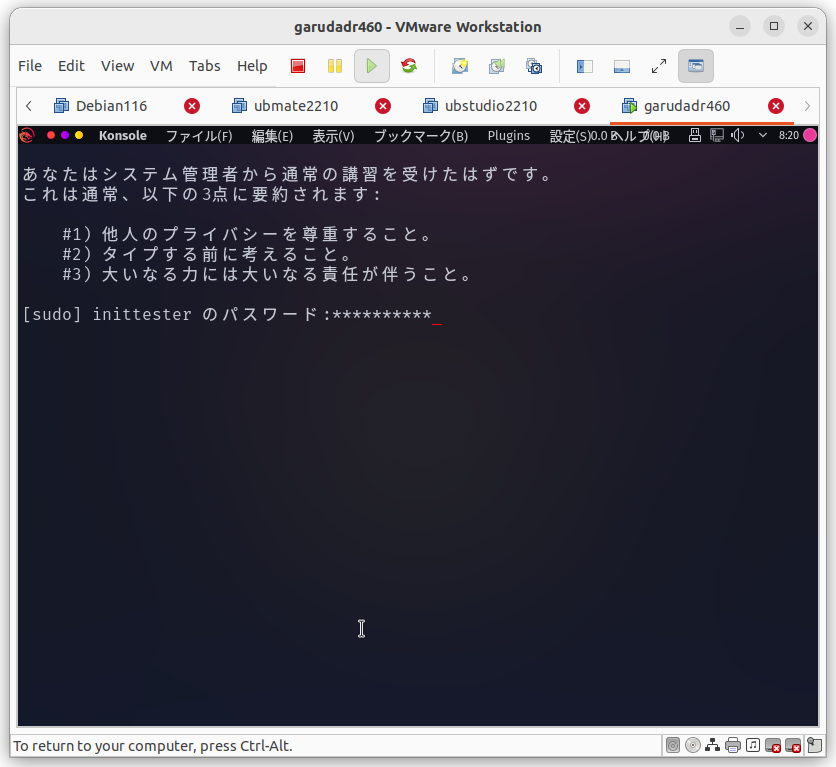 garudadr460 - VMware Workstation
File Edit View VM Tabs Help
Debian116 ubmate2210 ubstudio2210 garudadr460
Konsole ファイル(F) 編集(E) 表示(V) ブックマーク(B) Plugins 設定(S) ヘルプ(H) 8:20
あなたはシステム管理者から通常の講習を受けたはずです。
これは通常、以下の3点に要約されます:
#1) 他人のプライバシーを尊重すること。
#2) タイプする前に考えること。
#3) 大いなる力には大いなる責任が伴うこと。
[sudo] inittester のパスワード:**********_
To return to your computer, press Ctrl-Alt.